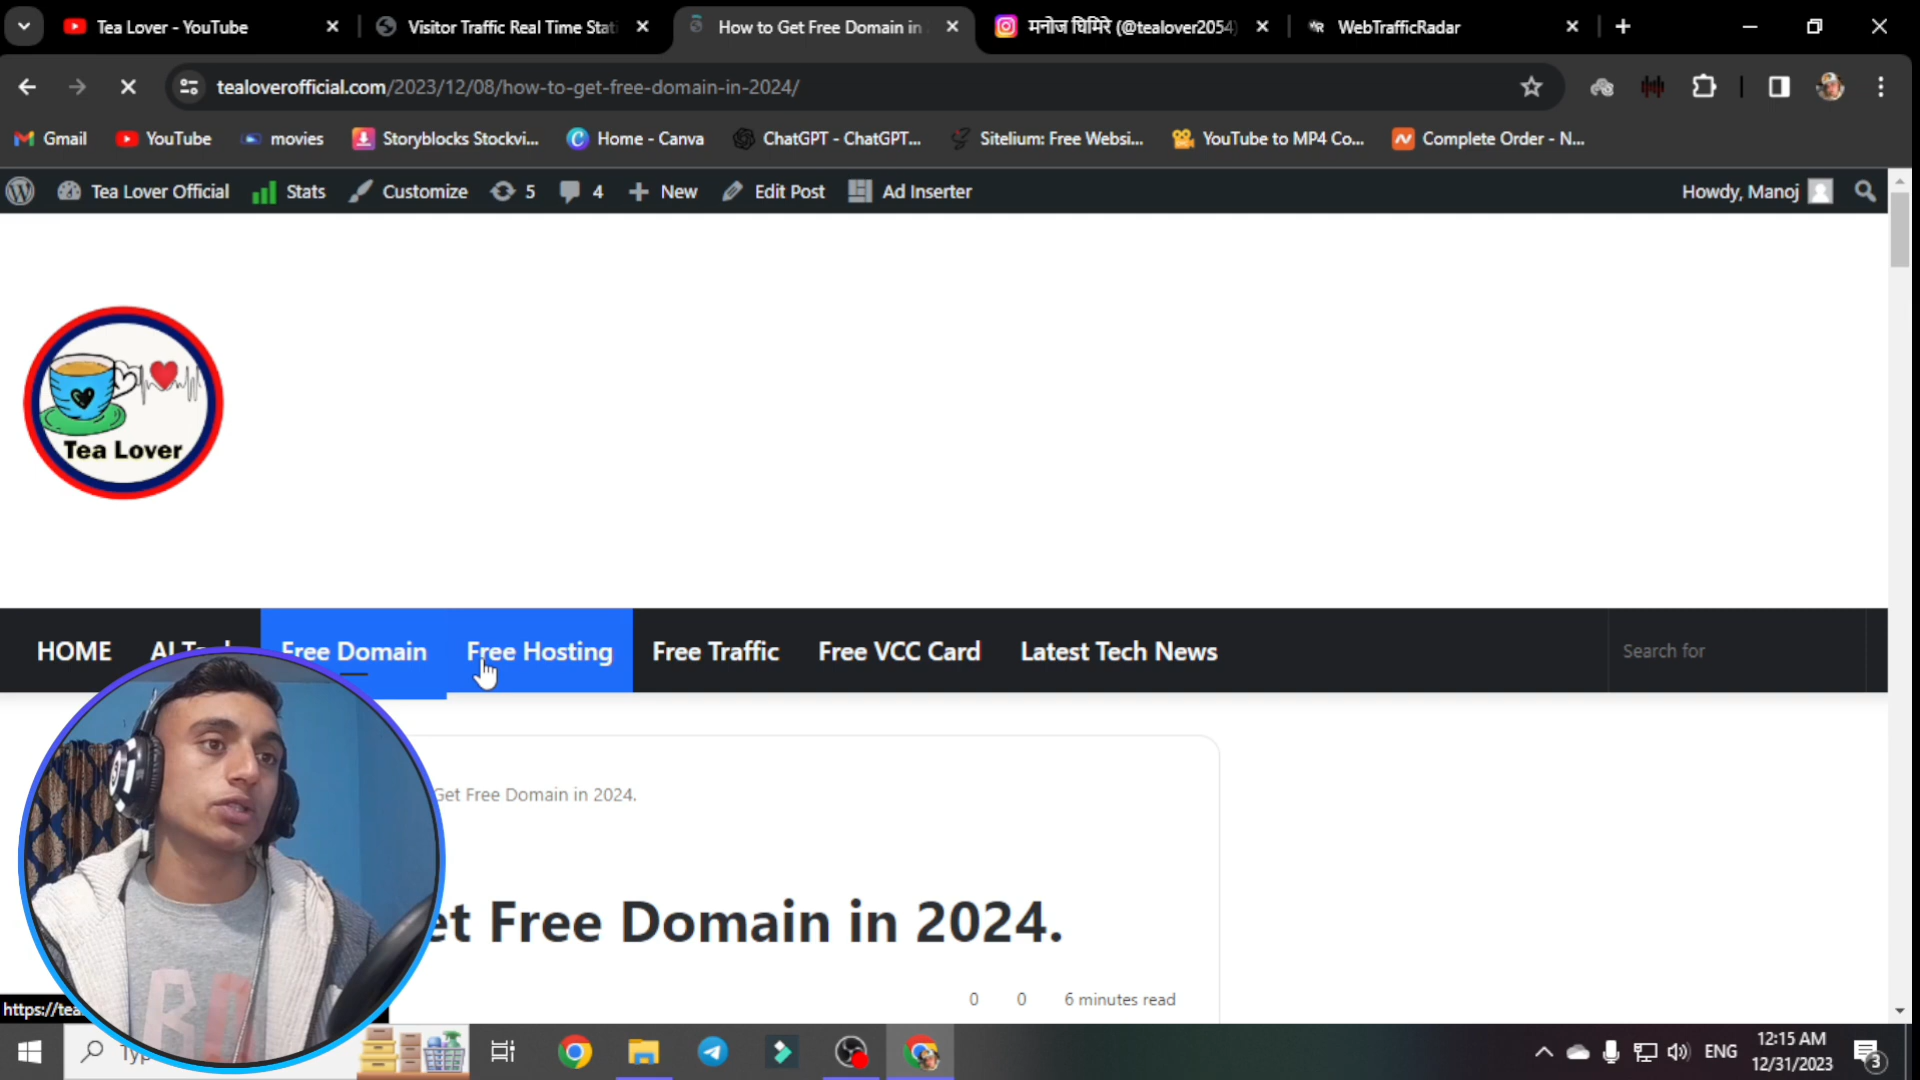 Tea Lover - YouTube
Visitor Traffic Real Time Stati
How to Get Free Domain in
मनोज घिमिरे (@tealover2054)
WebTrafficRadar
tealoverofficial.com/2023/12/08/how-to-get-free-domain-in-2024/
Gmail
YouTube
movies
Storyblocks Stockvi...
Home - Canva
ChatGPT - ChatGPT...
Sitelium: Free Websi...
YouTube to MP4 Co...
Complete Order - N...
Tea Lover Official
Stats
Customize
5
4
New
Edit Post
Ad Inserter
Howdy, Manoj
Tea Lover
HOME
AI
Free Domain
Free Hosting
Free Traffic
Free VCC Card
Latest Tech News
Search for
Get Free Domain in 2024.
et Free Domain in 2024.
0
0
6 minutes read
https://tea
Typ
ENG
12:15 AM
12/31/2023
3